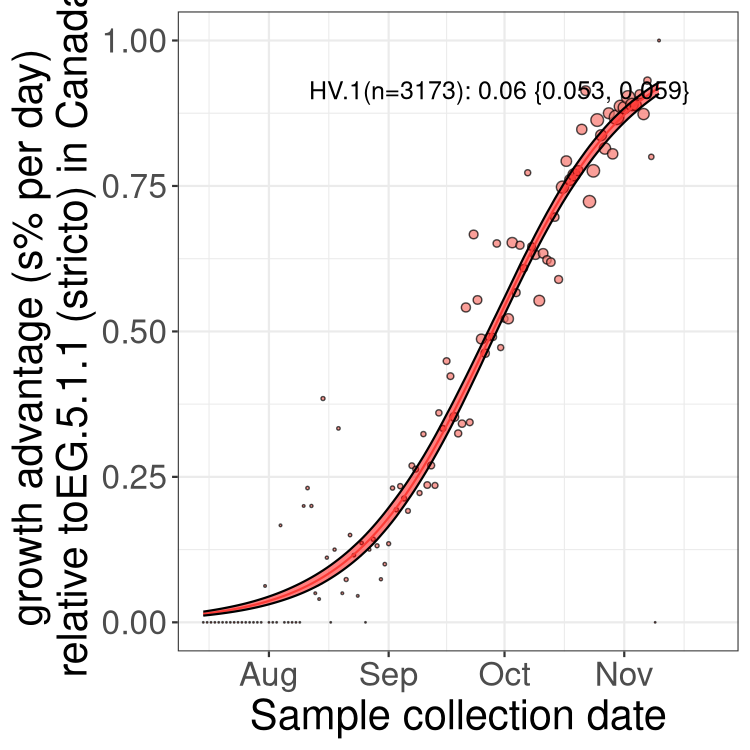 growth advantage (s% per day)
relative toEG.5.1.1 (stricto) in Canada
1.00
0.75
0.50
0.25
0.00
HV.1(n=3173): 0.06 {0.053, 0.059}
Aug Sep Oct Nov
Sample collection date